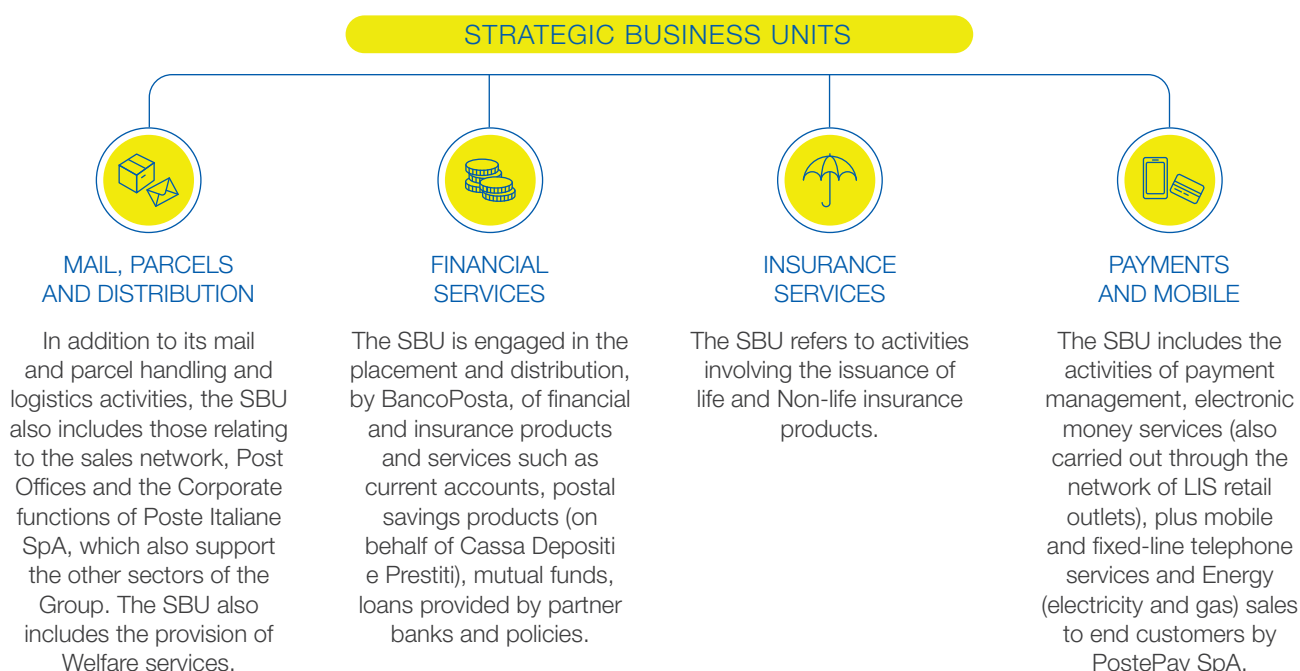 STRATEGIC BUSINESS UNITS
MAIL, PARCELS
AND DISTRIBUTION
In addition to its mail
and parcel handling and
logistics activities, the SBU
also includes those relating
to the sales network, Post
Offices and the Corporate
functions of Poste Italiane
SpA, which also support
the other sectors of the
Group. The SBU also
includes the provision of
Welfare services.
FINANCIAL
SERVICES
The SBU is engaged in the
placement and distribution,
by BancoPosta, of financial
and insurance products
and services such as
current accounts, postal
savings products (on
behalf of Cassa Depositi
e Prestiti), mutual funds,
loans provided by partner
banks and policies.
INSURANCE
SERVICES
The SBU refers to activities
involving the issuance of
life and Non-life insurance
products.
PAYMENTS
AND MOBILE
The SBU includes the
activities of payment
management, electronic
money services (also
carried out through the
network of LIS retail
outlets), plus mobile
and fixed-line telephone
services and Energy
(electricity and gas) sales
to end customers by
PostePay SpA.